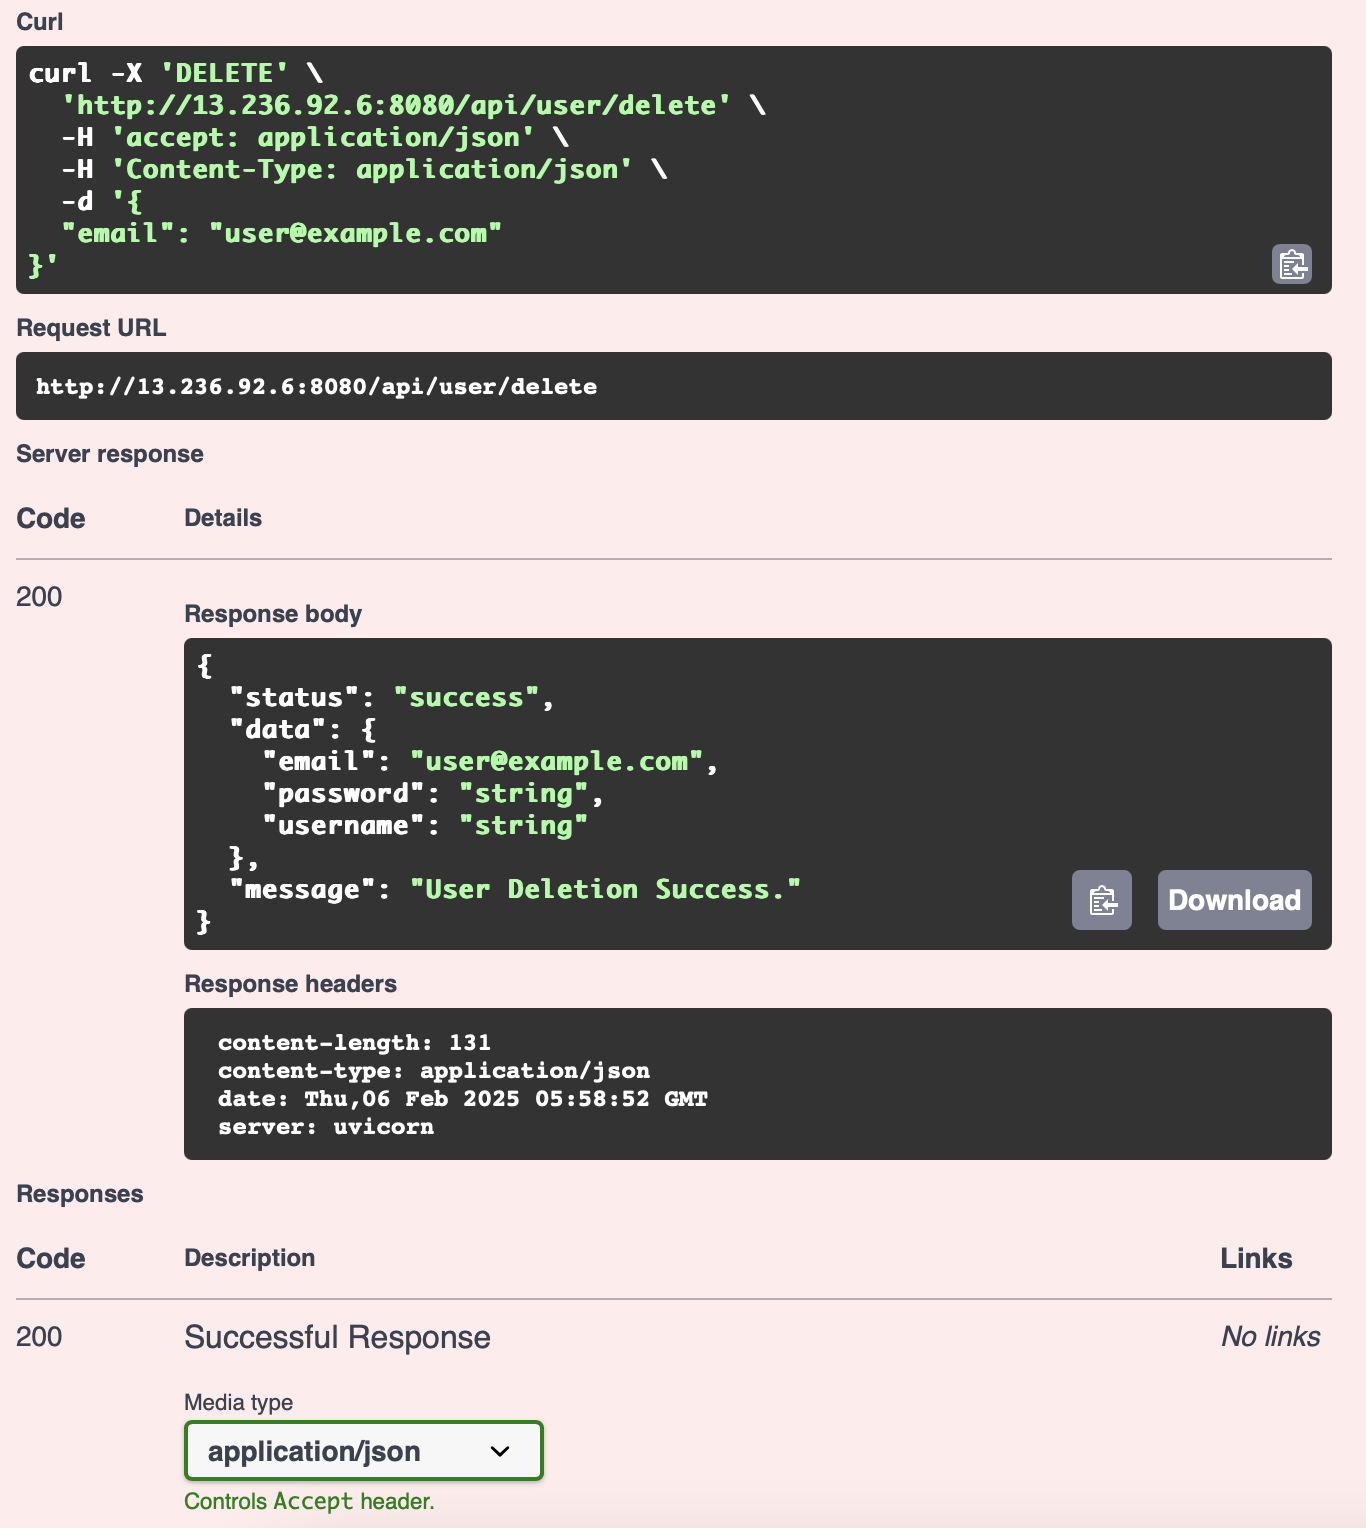 Curl
curl -X 'DELETE' \
  'http://13.236.92.6:8080/api/user/delete' \
  -H 'accept: application/json' \
  -H 'Content-Type: application/json' \
  -d '{
  "email": "user@example.com"
}'
Request URL
http://13.236.92.6:8080/api/user/delete
Server response
Code Details
200
Response body
{
  "status": "success",
  "data": {
    "email": "user@example.com",
    "password": "string",
    "username": "string"
  },
  "message": "User Deletion Success."
}
Download
Response headers
content-length: 131
content-type: application/json
date: Thu,06 Feb 2025 05:58:52 GMT
server: uvicorn
Responses
Code Description Links
200 Successful Response No links
Media type
application/json
Controls Accept header.